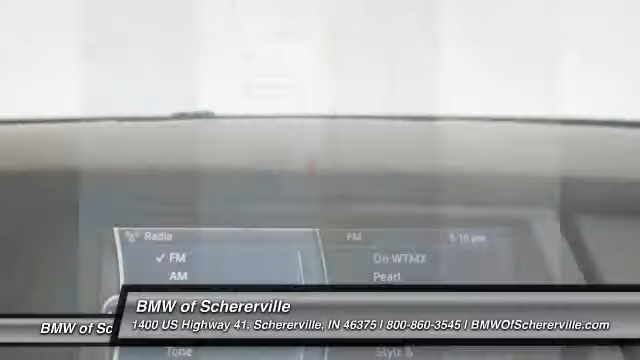 Radio FM 5:10 pm
FM On WTMX
AM Pearl
BMW of Schererville
1400 US Highway 41, Schererville, IN 46375 | 800-860-3545 | BMWOfSchererville.com
BMW of Sc
Tone Style &